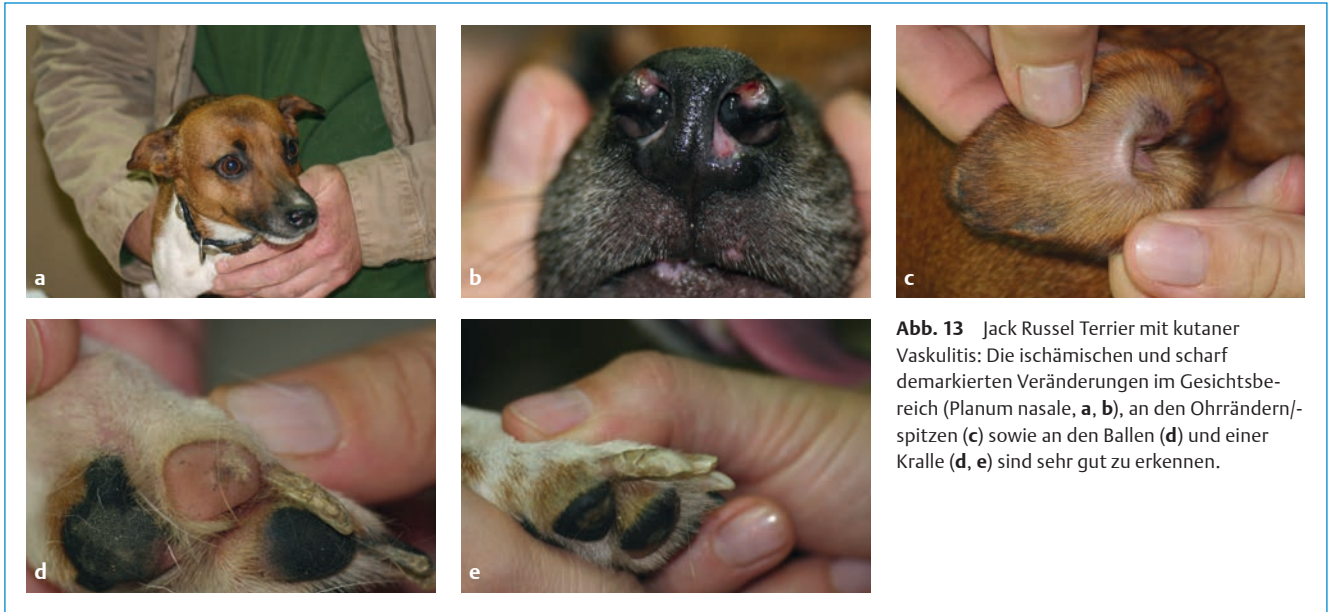 a
b
c
Abb. 13 Jack Russel Terrier mit kutaner
Vaskulitis: Die ischämischen und scharf
demarkierten Veränderungen im Gesichtsbe-
reich (Planum nasale, a, b), an den Ohrrändern/-
spitzen (c) sowie an den Ballen (d) und einer
Kralle (d, e) sind sehr gut zu erkennen.
d
e